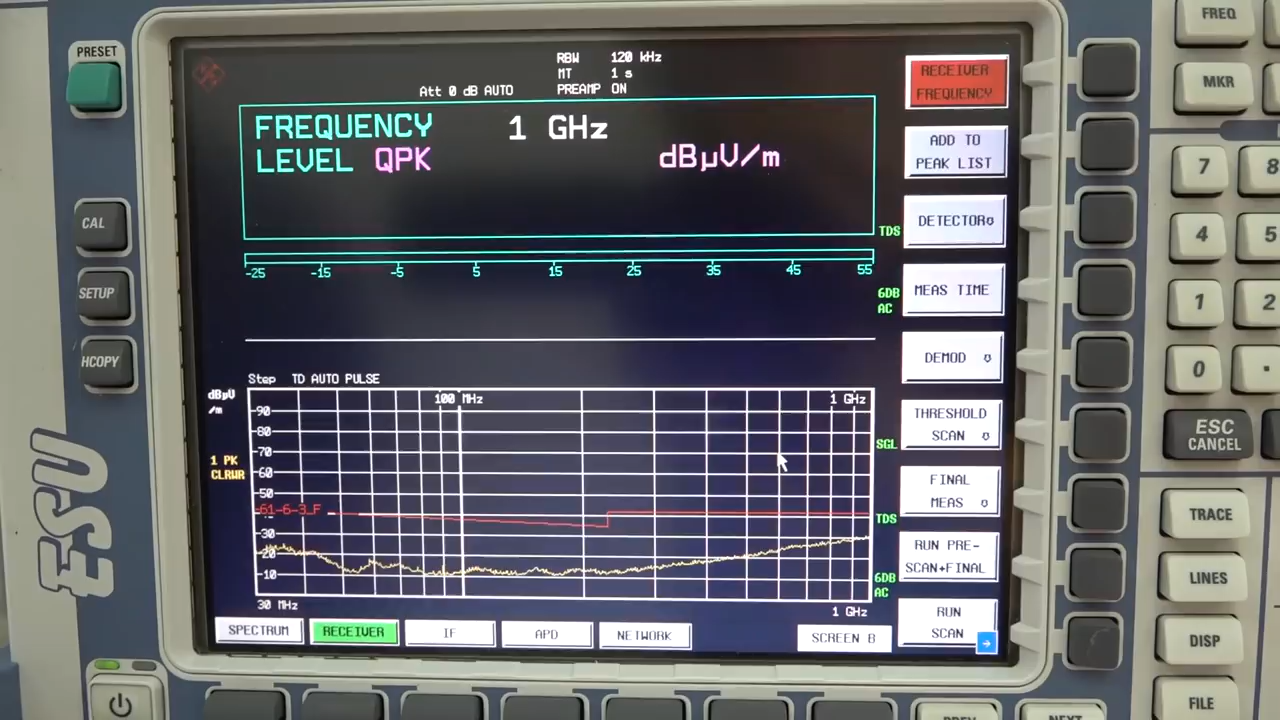 PRESET
CAL
SETUP
HCOPY
ESU
RBW 120 kHz
MT 1 s
Att 0 dB AUTO PREAMP ON
FREQUENCY 1 GHz
LEVEL QPK dBµV/m
TDS
-25 -15 -5 5 15 25 35 45 55
6DB
AC
Step TD AUTO PULSE
dBµV
/m
100 MHz 1 GHz
90
80
70
60
50
30
20
10
1 PK
CLRWR
61-6-3_F
SGL
TDS
6DB
AC
30 MHz 1 GHz
SPECTRUM RECEIVER IF APD NETWORK SCREEN B
RECEIVER
FREQUENCY
ADD TO
PEAK LIST
DETECTOR
MEAS TIME
DEMOD
THRESHOLD
SCAN
FINAL
MEAS
RUN PRE-
SCAN+FINAL
RUN
SCAN
FREQ
MKR
7 8
4 5
1 2
0 .
ESC
CANCEL
TRACE
LINES
DISP
FILE
PREV NEXT